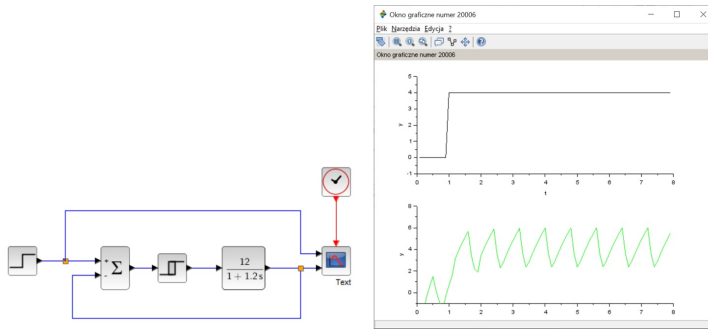 Okno graficzne numer 20006
Plik Narzędzia Edycja ?
Okno graficzne numer 20006
5
4
3
2
1
0
-1
y
0 1 2 3 4 5 6 7 8
t
8
6
4
2
0
y
0 1 2 3 4 5 6 7 8
+
-
Σ
12
1 + 1.2s
Text